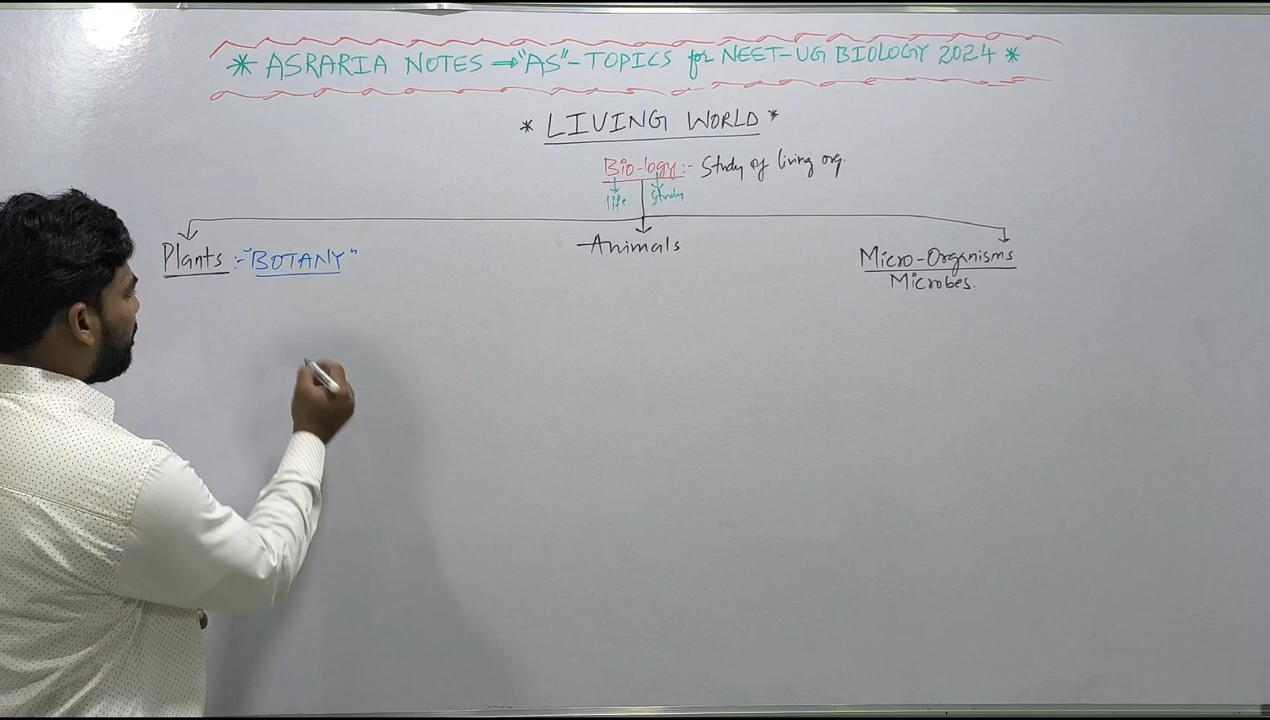 * ASRARIA NOTES → "AS" - TOPICS for NEET-UG BIOLOGY 2024 *
* LIVING WORLD *
Bio-logy :- Study of living org.
life study
Plants :- "BOTANY"
Animals
Micro-Organisms
Microbes.